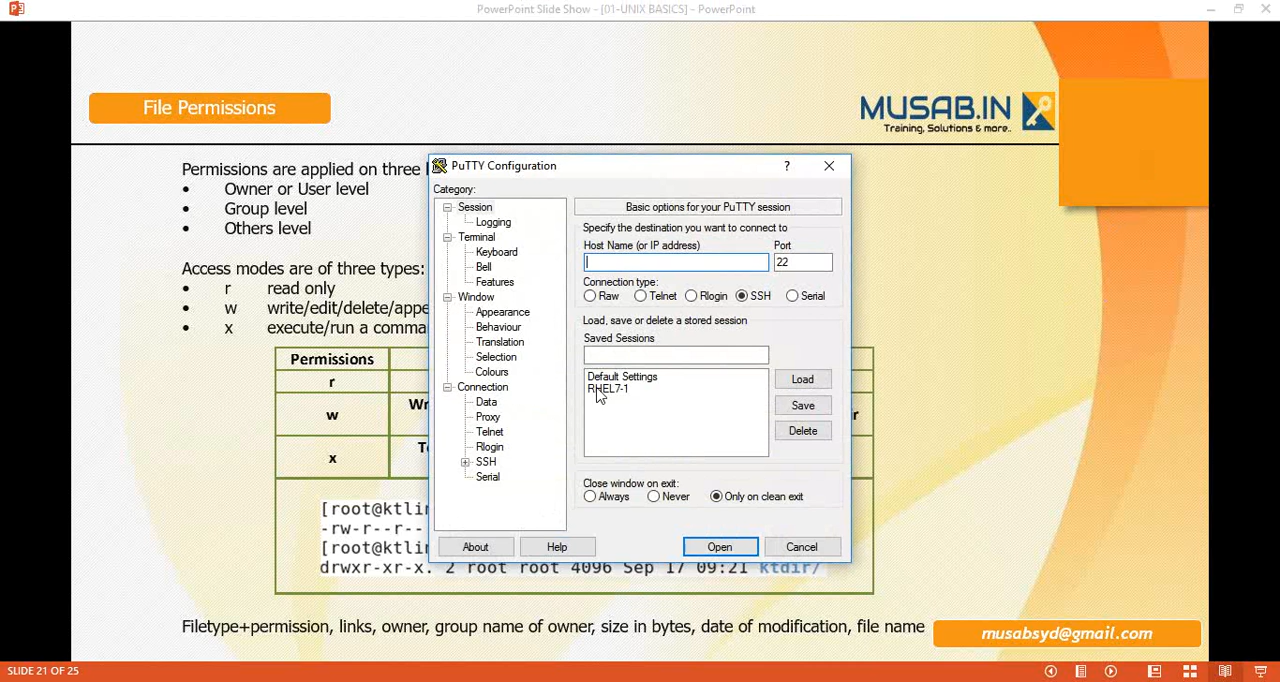 PowerPoint Slide Show - [01-UNIX BASICS] - PowerPoint
File Permissions
MUSAB.IN
Training, Solutions & more..
Permissions are applied on three
• Owner or User level
• Group level
• Others level
Access modes are of three types:
• r read only
• w write/edit/delete/appe
• x execute/run a comma
Permissions
r
w
x
[root@ktli
-rw-r--r--
[root@ktli
drwxr-xr-x. 2 root root 4096 Sep 17 09:21 ktdir/
Filetype+permission, links, owner, group name of owner, size in bytes, date of modification, file name
musabsyd@gmail.com
PuTTY Configuration
?
Category:
Session
Logging
Terminal
Keyboard
Bell
Features
Window
Appearance
Behaviour
Translation
Selection
Colours
Connection
Data
Proxy
Telnet
Rlogin
SSH
Serial
Basic options for your PuTTY session
Specify the destination you want to connect to
Host Name (or IP address) Port
22
Connection type:
Raw Telnet Rlogin SSH Serial
Load, save or delete a stored session
Saved Sessions
Default Settings
RHEL7-1
Load
Save
Delete
Close window on exit:
Always Never Only on clean exit
About Help Open Cancel
SLIDE 21 OF 25